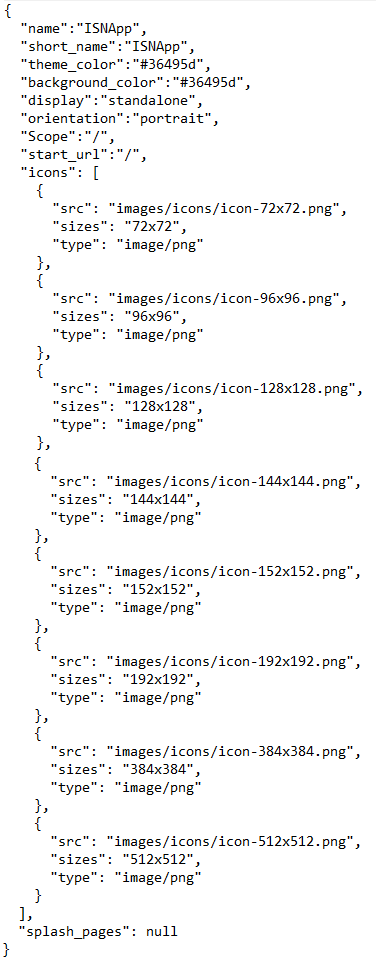 {
  "name":"ISNApp",
  "short_name":"ISNApp",
  "theme_color":"#36495d",
  "background_color":"#36495d",
  "display":"standalone",
  "orientation":"portrait",
  "Scope":"/",
  "start_url":"/",
  "icons": [
    {
      "src": "images/icons/icon-72x72.png",
      "sizes": "72x72",
      "type": "image/png"
    },
    {
      "src": "images/icons/icon-96x96.png",
      "sizes": "96x96",
      "type": "image/png"
    },
    {
      "src": "images/icons/icon-128x128.png",
      "sizes": "128x128",
      "type": "image/png"
    },
    {
      "src": "images/icons/icon-144x144.png",
      "sizes": "144x144",
      "type": "image/png"
    },
    {
      "src": "images/icons/icon-152x152.png",
      "sizes": "152x152",
      "type": "image/png"
    },
    {
      "src": "images/icons/icon-192x192.png",
      "sizes": "192x192",
      "type": "image/png"
    },
    {
      "src": "images/icons/icon-384x384.png",
      "sizes": "384x384",
      "type": "image/png"
    },
    {
      "src": "images/icons/icon-512x512.png",
      "sizes": "512x512",
      "type": "image/png"
    }
  ],
  "splash_pages": null
}